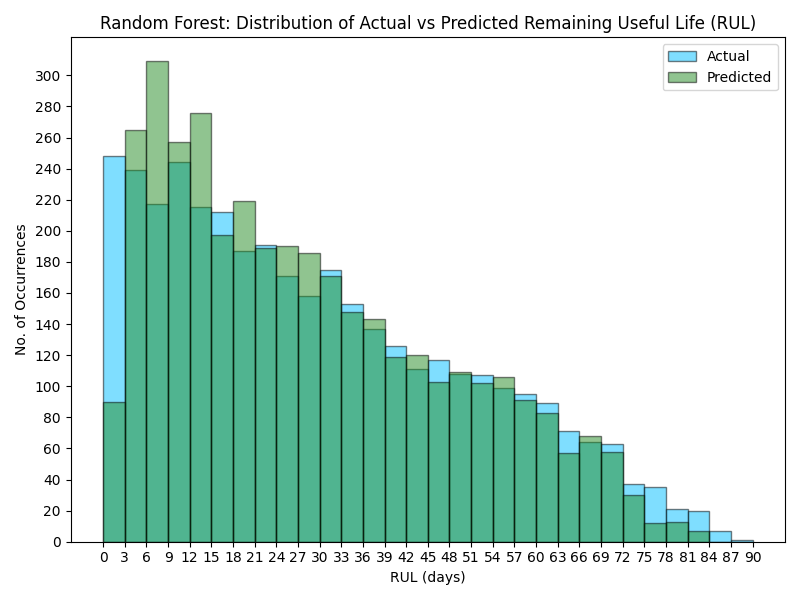 Random Forest: Distribution of Actual vs Predicted Remaining Useful Life (RUL)
Actual
Predicted
No. of Occurrences
300
280
260
240
220
200
180
160
140
120
100
80
60
40
20
0
0 3 6 9 12 15 18 21 24 27 30 33 36 39 42 45 48 51 54 57 60 63 66 69 72 75 78 81 84 87 90
RUL (days)